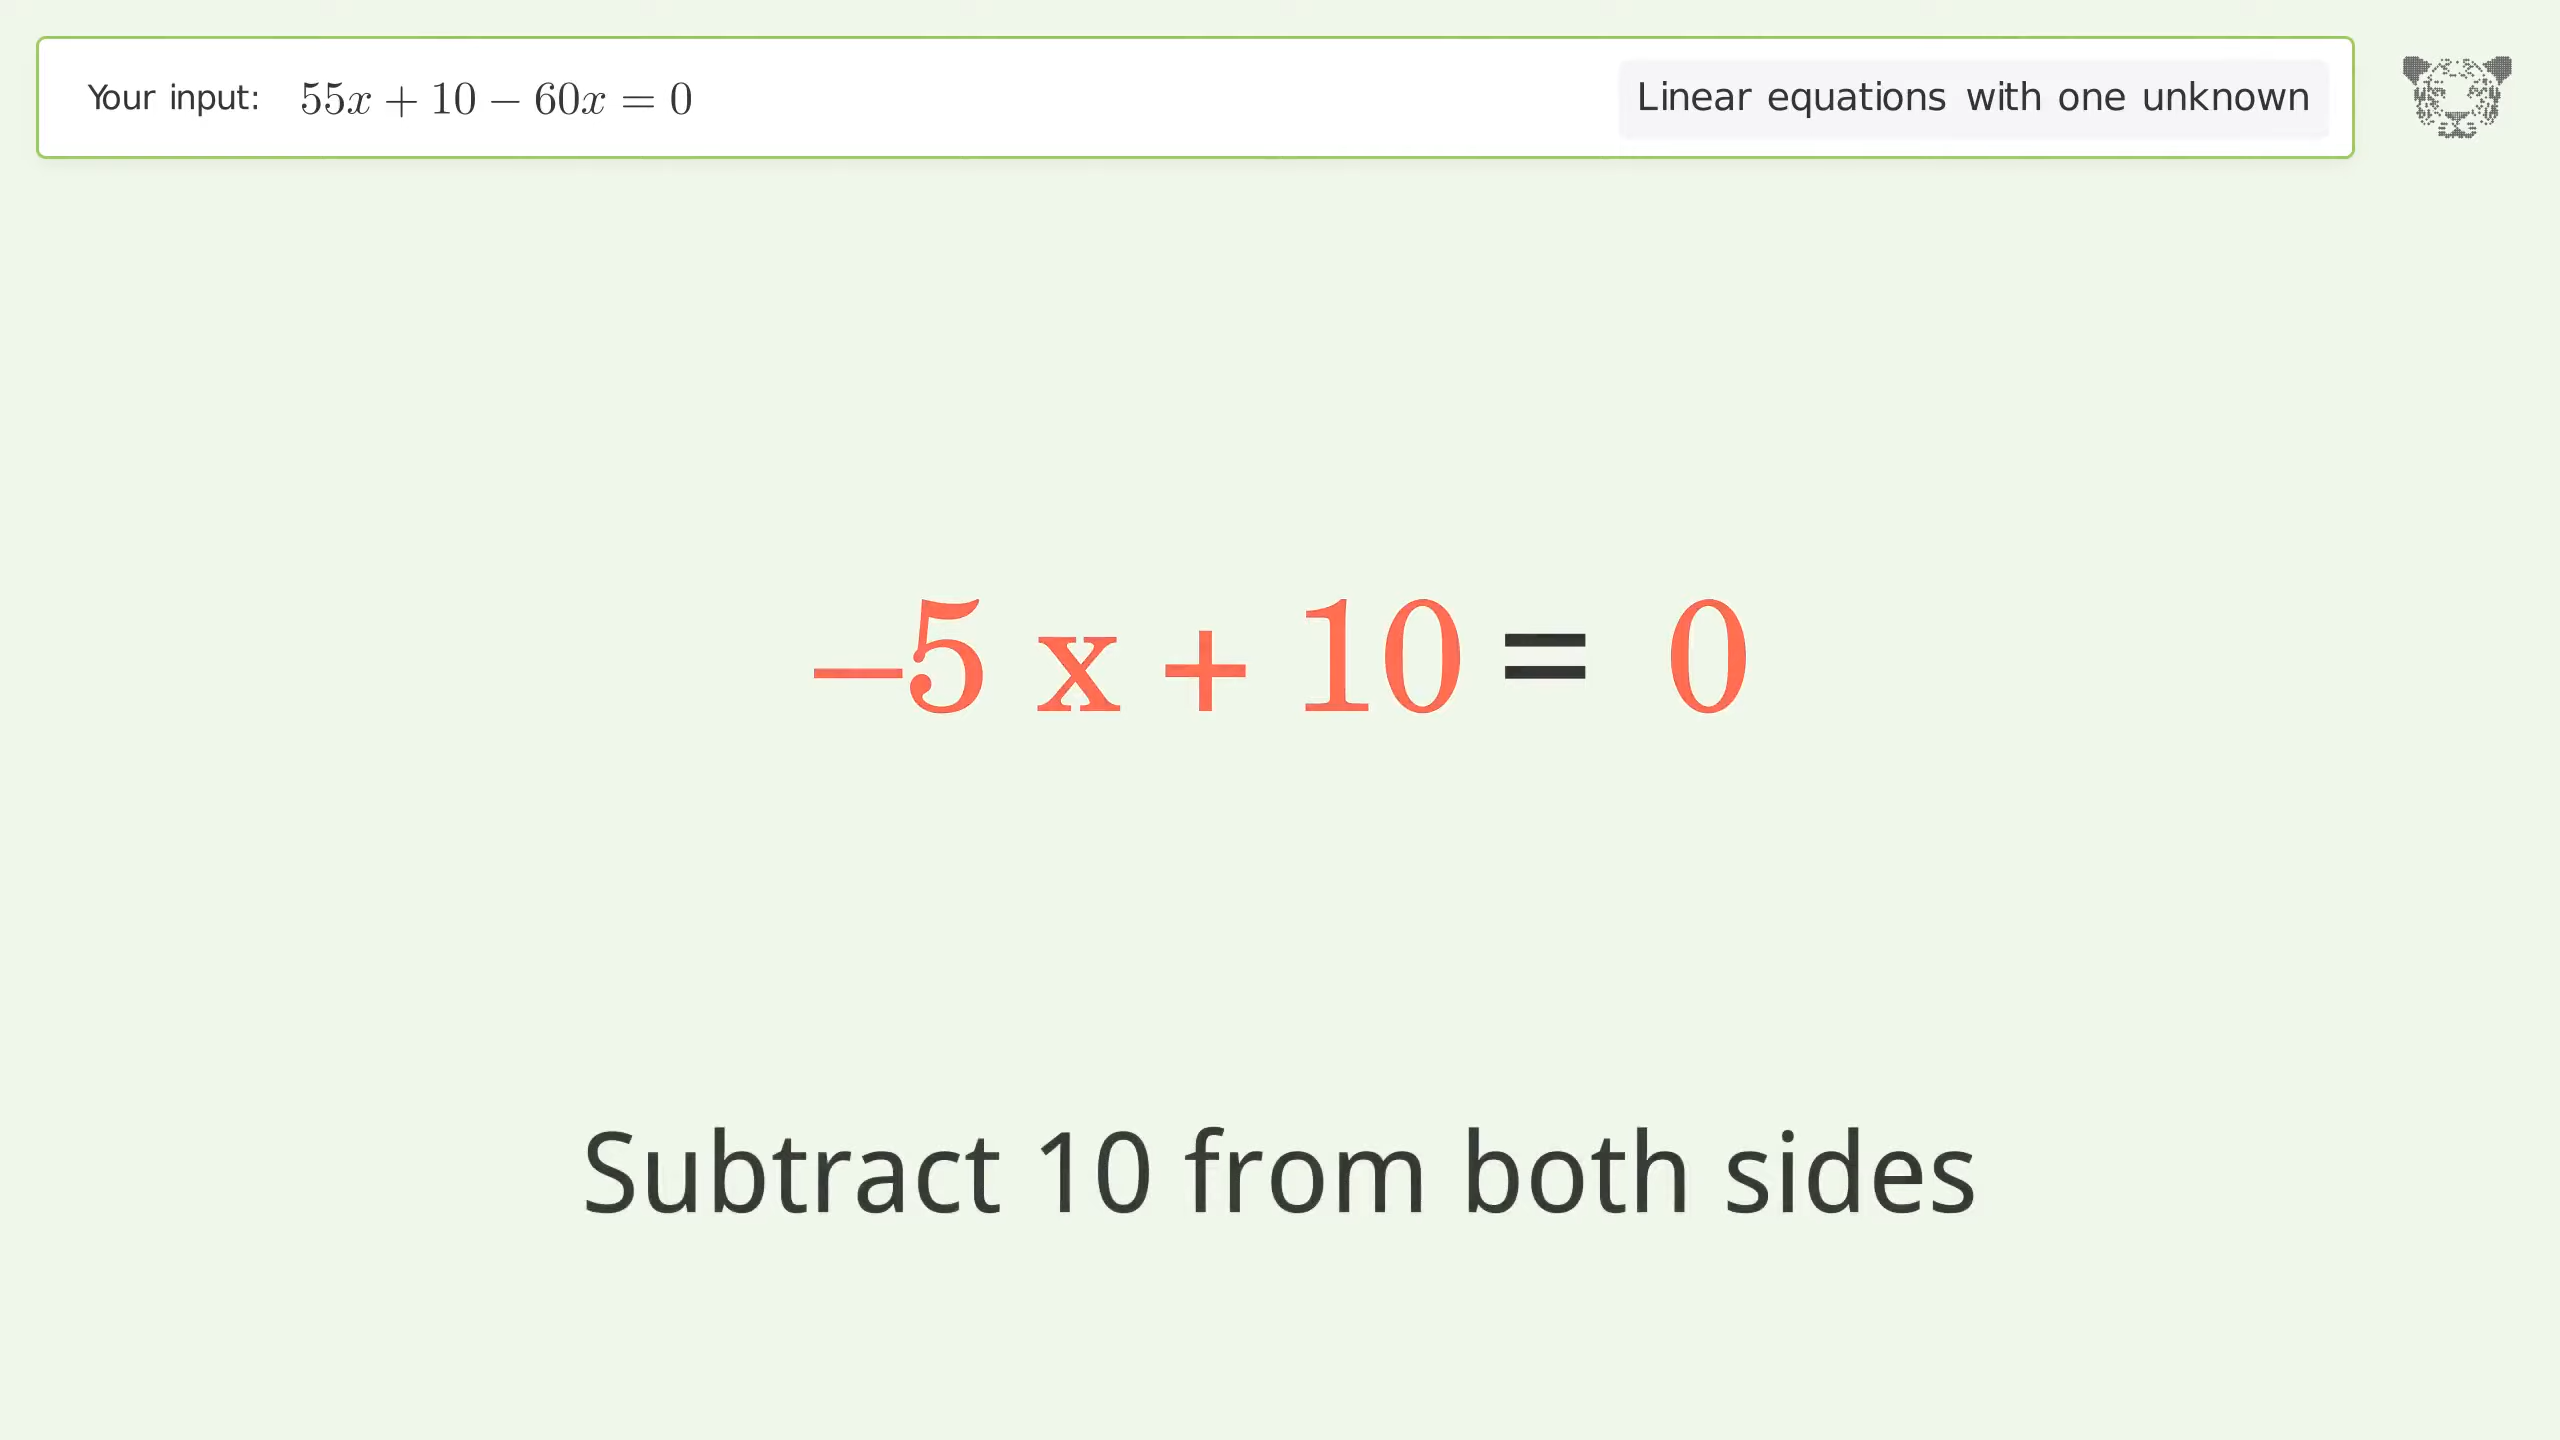 Your input: 55x + 10 − 60x = 0 Linear equations with one unknown
−5 x + 10 = 0
Subtract 10 from both sides